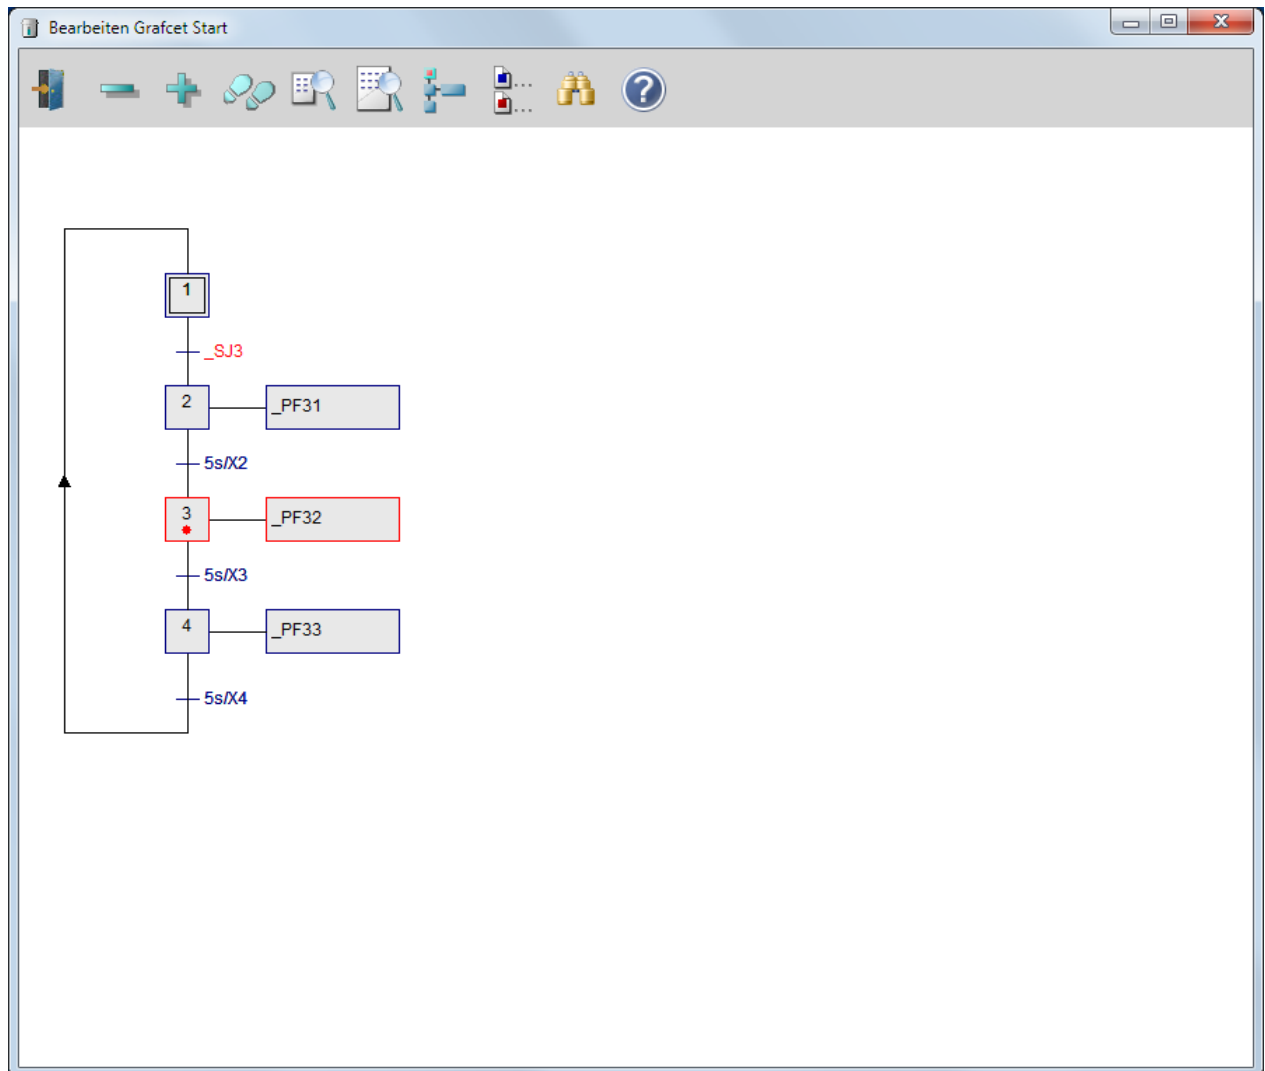 Bearbeiten Grafcet Start
1
_SJ3
2 _PF31
5s/X2
3 _PF32
5s/X3
4 _PF33
5s/X4